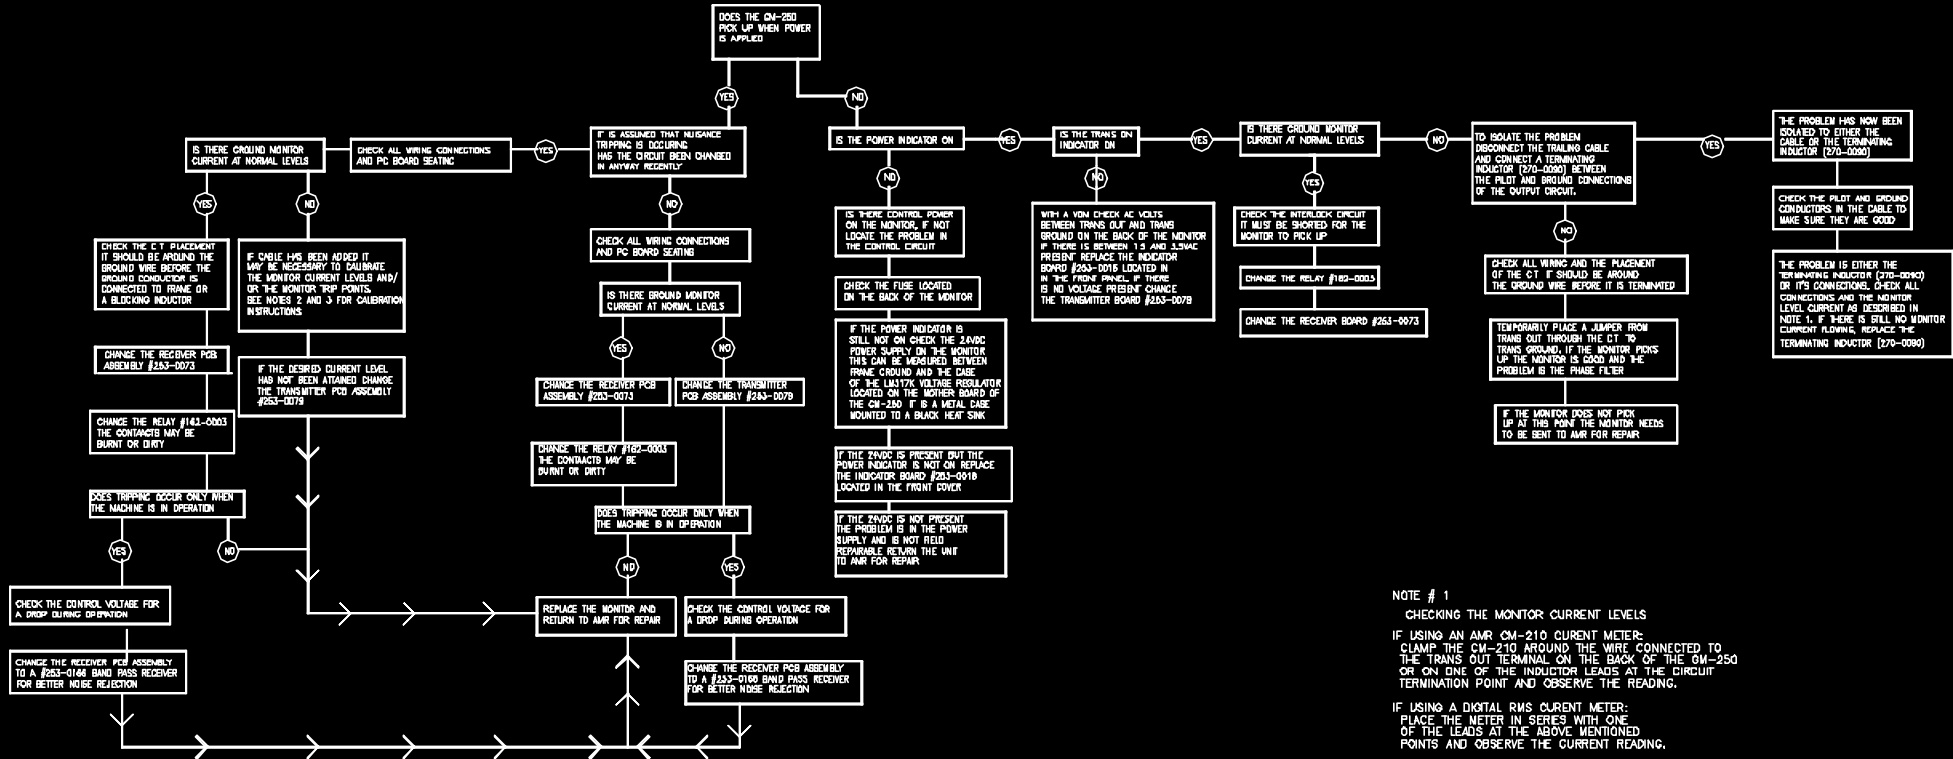 DOES THE GM-250
PICK UP WHEN POWER
IS APPLIED
YES
NO
IT IS ASSUMED THAT NUISANCE
TRIPPING IS OCCURING
HAS THE CIRCUIT BEEN CHANGED
IN ANYWAY RECENTLY
YES
CHECK ALL WIRING CONNECTIONS
AND PC BOARD SEATING
IS THERE GROUND MONITOR
CURRENT AT NORMAL LEVELS
YES
NO
CHECK THE C T PLACEMENT
IT SHOULD BE AROUND THE
GROUND WIRE BEFORE THE
GROUND CONDUCTOR IS
CONNECTED TO FRAME OR
A BLOCKING INDUCTOR
CHANGE THE RECEIVER PCB
ASSEMBLY #263-0073
CHANGE THE RELAY #162-0003
THE CONTACTS MAY BE
BURNT OR DIRTY
DOES TRIPPING OCCUR ONLY WHEN
THE MACHINE IS IN OPERATION
YES
NO
CHECK THE CONTROL VOLTAGE FOR
A DROP DURING OPERATION
CHANGE THE RECEIVER PCB ASSEMBLY
TO A #263-0166 BAND PASS RECEIVER
FOR BETTER NOISE REJECTION
IF CABLE HAS BEEN ADDED IT
MAY BE NECESSARY TO CALIBRATE
THE MONITOR CURRENT LEVELS AND/
OR THE MONITOR TRIP POINTS.
SEE NOTES 2 AND 3 FOR CALIBRATION
INSTRUCTIONS
IF THE DESIRED CURRENT LEVEL
HAS NOT BEEN ATTAINED CHANGE
THE TRANSMITTER PCB ASSEMBLY
#263-0079
NO
CHECK ALL WIRING CONNECTIONS
AND PC BOARD SEATING
IS THERE GROUND MONITOR
CURRENT AT NORMAL LEVELS
YES
NO
CHANGE THE RECEIVER PCB
ASSEMBLY #263-0073
CHANGE THE TRANSMITTER
PCB ASSEMBLY #263-0079
CHANGE THE RELAY #162-0003
THE CONTAACTS MAY BE
BURNT OR DIRTY
DOES TRIPPING OCCUR ONLY WHEN
THE MACHINE IS IN OPERATION
NO
YES
REPLACE THE MONITOR AND
RETURN TO AMR FOR REPAIR
CHECK THE CONTROL VOLTAGE FOR
A DROP DURING OPERATION
CHANGE THE RECEIVER PCB ASSEMBLY
TO A #263-0166 BAND PASS RECEIVER
FOR BETTER NOISE REJECTION
IS THE POWER INDICATOR ON
YES
NO
IS THERE CONTROL POWER
ON THE MONITOR, IF NOT
LOCATE THE PROBLEM IN
THE CONTROL CIRCUIT
CHECK THE FUSE LOCATED
ON THE BACK OF THE MONITOR
IF THE POWER INDICATOR IS
STILL NOT ON CHECK THE 24VDC
POWER SUPPLY ON THE MONITOR
THIS CAN BE MEASURED BETWEEN
FRAME GROUND AND THE CASE
OF THE LM317K VOLTAGE REGULATOR
LOCATED ON THE MOTHER BOARD OF
THE GM-250 IT IS A METAL CASE
MOUNTED TO A BLACK HEAT SINK
IF THE 24VDC IS PRESENT BUT THE
POWER INDICATOR IS NOT ON REPLACE
THE INDICATOR BOARD #263-0016
LOCATED IN THE FRONT COVER
IF THE 24VDC IS NOT PRESENT
THE PROBLEM IS IN THE POWER
SUPPLY AND IS NOT FIELD
REPAIRABLE RETURN THE UNIT
TO AMR FOR REPAIR
IS THE TRANS ON
INDICATOR ON
YES
NO
WITH A VOM CHECK AC VOLTS
BETWEEN TRANS OUT AND TRANS
GROUND ON THE BACK OF THE MONITOR
IF THERE IS BETWEEN 1.5 AND 3.5VAC
PRESENT REPLACE THE INDICATOR
BOARD #263-0016 LOCATED IN
IN THE FRONT PANEL, IF THERE
IS NO VOLTAGE PRESENT CHANGE
THE TRANSMITTER BOARD #263-0079
IS THERE GROUND MONITOR
CURRENT AT NORMAL LEVELS
NO
YES
CHECK THE INTERLOCK CIRCUIT
IT MUST BE SHORTED FOR THE
MONITOR TO PICK UP
CHANGE THE RELAY #162-0003
CHANGE THE RECEIVER BOARD #263-0073
TO ISOLATE THE PROBLEM
DISCONNECT THE TRAILING CABLE
AND CONNECT A TERMINATING
INDUCTOR (270-0090) BETWEEN
THE PILOT AND GROUND CONNECTIONS
OF THE OUTPUT CIRCUIT.
YES
NO
CHECK ALL WIRING AND THE PLACEMENT
OF THE C T IT SHOULD BE AROUND
THE GROUND WIRE BEFORE IT IS TERMINATED
TEMPORARILY PLACE A JUMPER FROM
TRANS OUT THROUGH THE CT TO
TRANS GROUND. IF THE MONITOR PICKS
UP THE MONITOR IS GOOD AND THE
PROBLEM IS THE PHASE FILTER
IF THE MONITOR DOES NOT PICK
UP AT THIS POINT THE MONITOR NEEDS
TO BE SENT TO AMR FOR REPAIR
THE PROBLEM HAS NOW BEEN
ISOLATED TO EITHER THE
CABLE OR THE TERMINATING
INDUCTOR (270-0090)
CHECK THE PILOT AND GROUND
CONDUCTORS IN THE CABLE TO
MAKE SURE THEY ARE GOOD
THE PROBLEM IS EITHER THE
TERMINATING INDUCTOR (270-0090)
OR IT'S CONNECTIONS. CHECK ALL
CONNECTIONS AND THE MONITOR
LEVEL CURRENT AS DESCRIBED IN
NOTE 1. IF THERE IS STILL NO MONITOR
CURRENT FLOWING, REPLACE THE
TERMINATING INDUCTOR (270-0090)
NOTE # 1
CHECKING THE MONITOR CURRENT LEVELS
IF USING AN AMR CM-210 CURENT METER:
CLAMP THE CM-210 AROUND THE WIRE CONNECTED TO
THE TRANS OUT TERMINAL ON THE BACK OF THE GM-250
OR ON ONE OF THE INDUCTOR LEADS AT THE CIRCUIT
TERMINATION POINT AND OBSERVE THE READING.
IF USING A DIGITAL RMS CURENT METER:
PLACE THE METER IN SERIES WITH ONE
OF THE LEADS AT THE ABOVE MENTIONED
POINTS AND OBSERVE THE CURRENT READING.